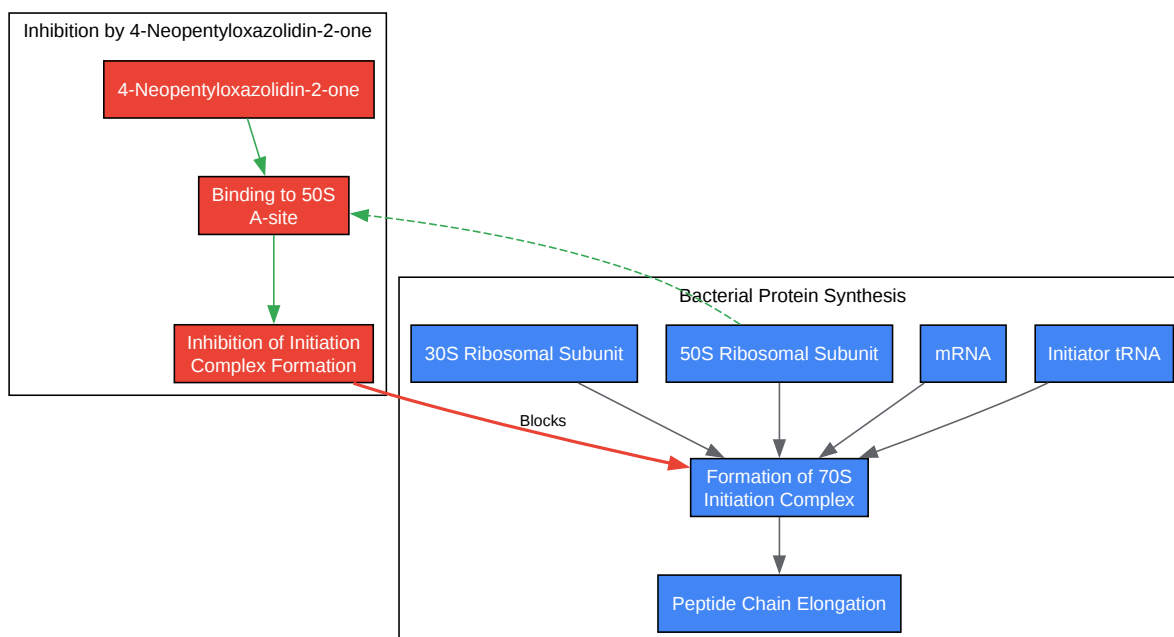 Inhibition by 4-Neopentyloxazolidin-2-one
4-Neopentyloxazolidin-2-one
Binding to 50S
A-site
Inhibition of Initiation
Complex Formation
Blocks
Bacterial Protein Synthesis
30S Ribosomal Subunit
50S Ribosomal Subunit
mRNA
Initiator tRNA
Formation of 70S
Initiation Complex
Peptide Chain Elongation